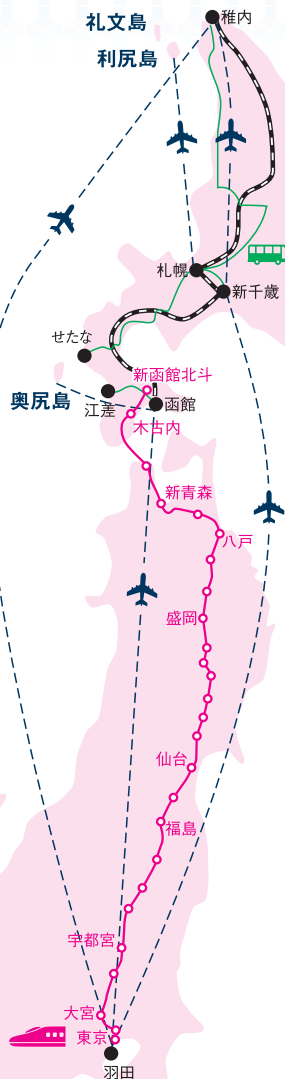 礼文島
稚内
利尻島
札幌
新千歳
せたな
奥尻島
江差
新函館北斗
函館
木古内
新青森
八戸
盛岡
仙台
福島
宇都宮
大宮
東京
羽田